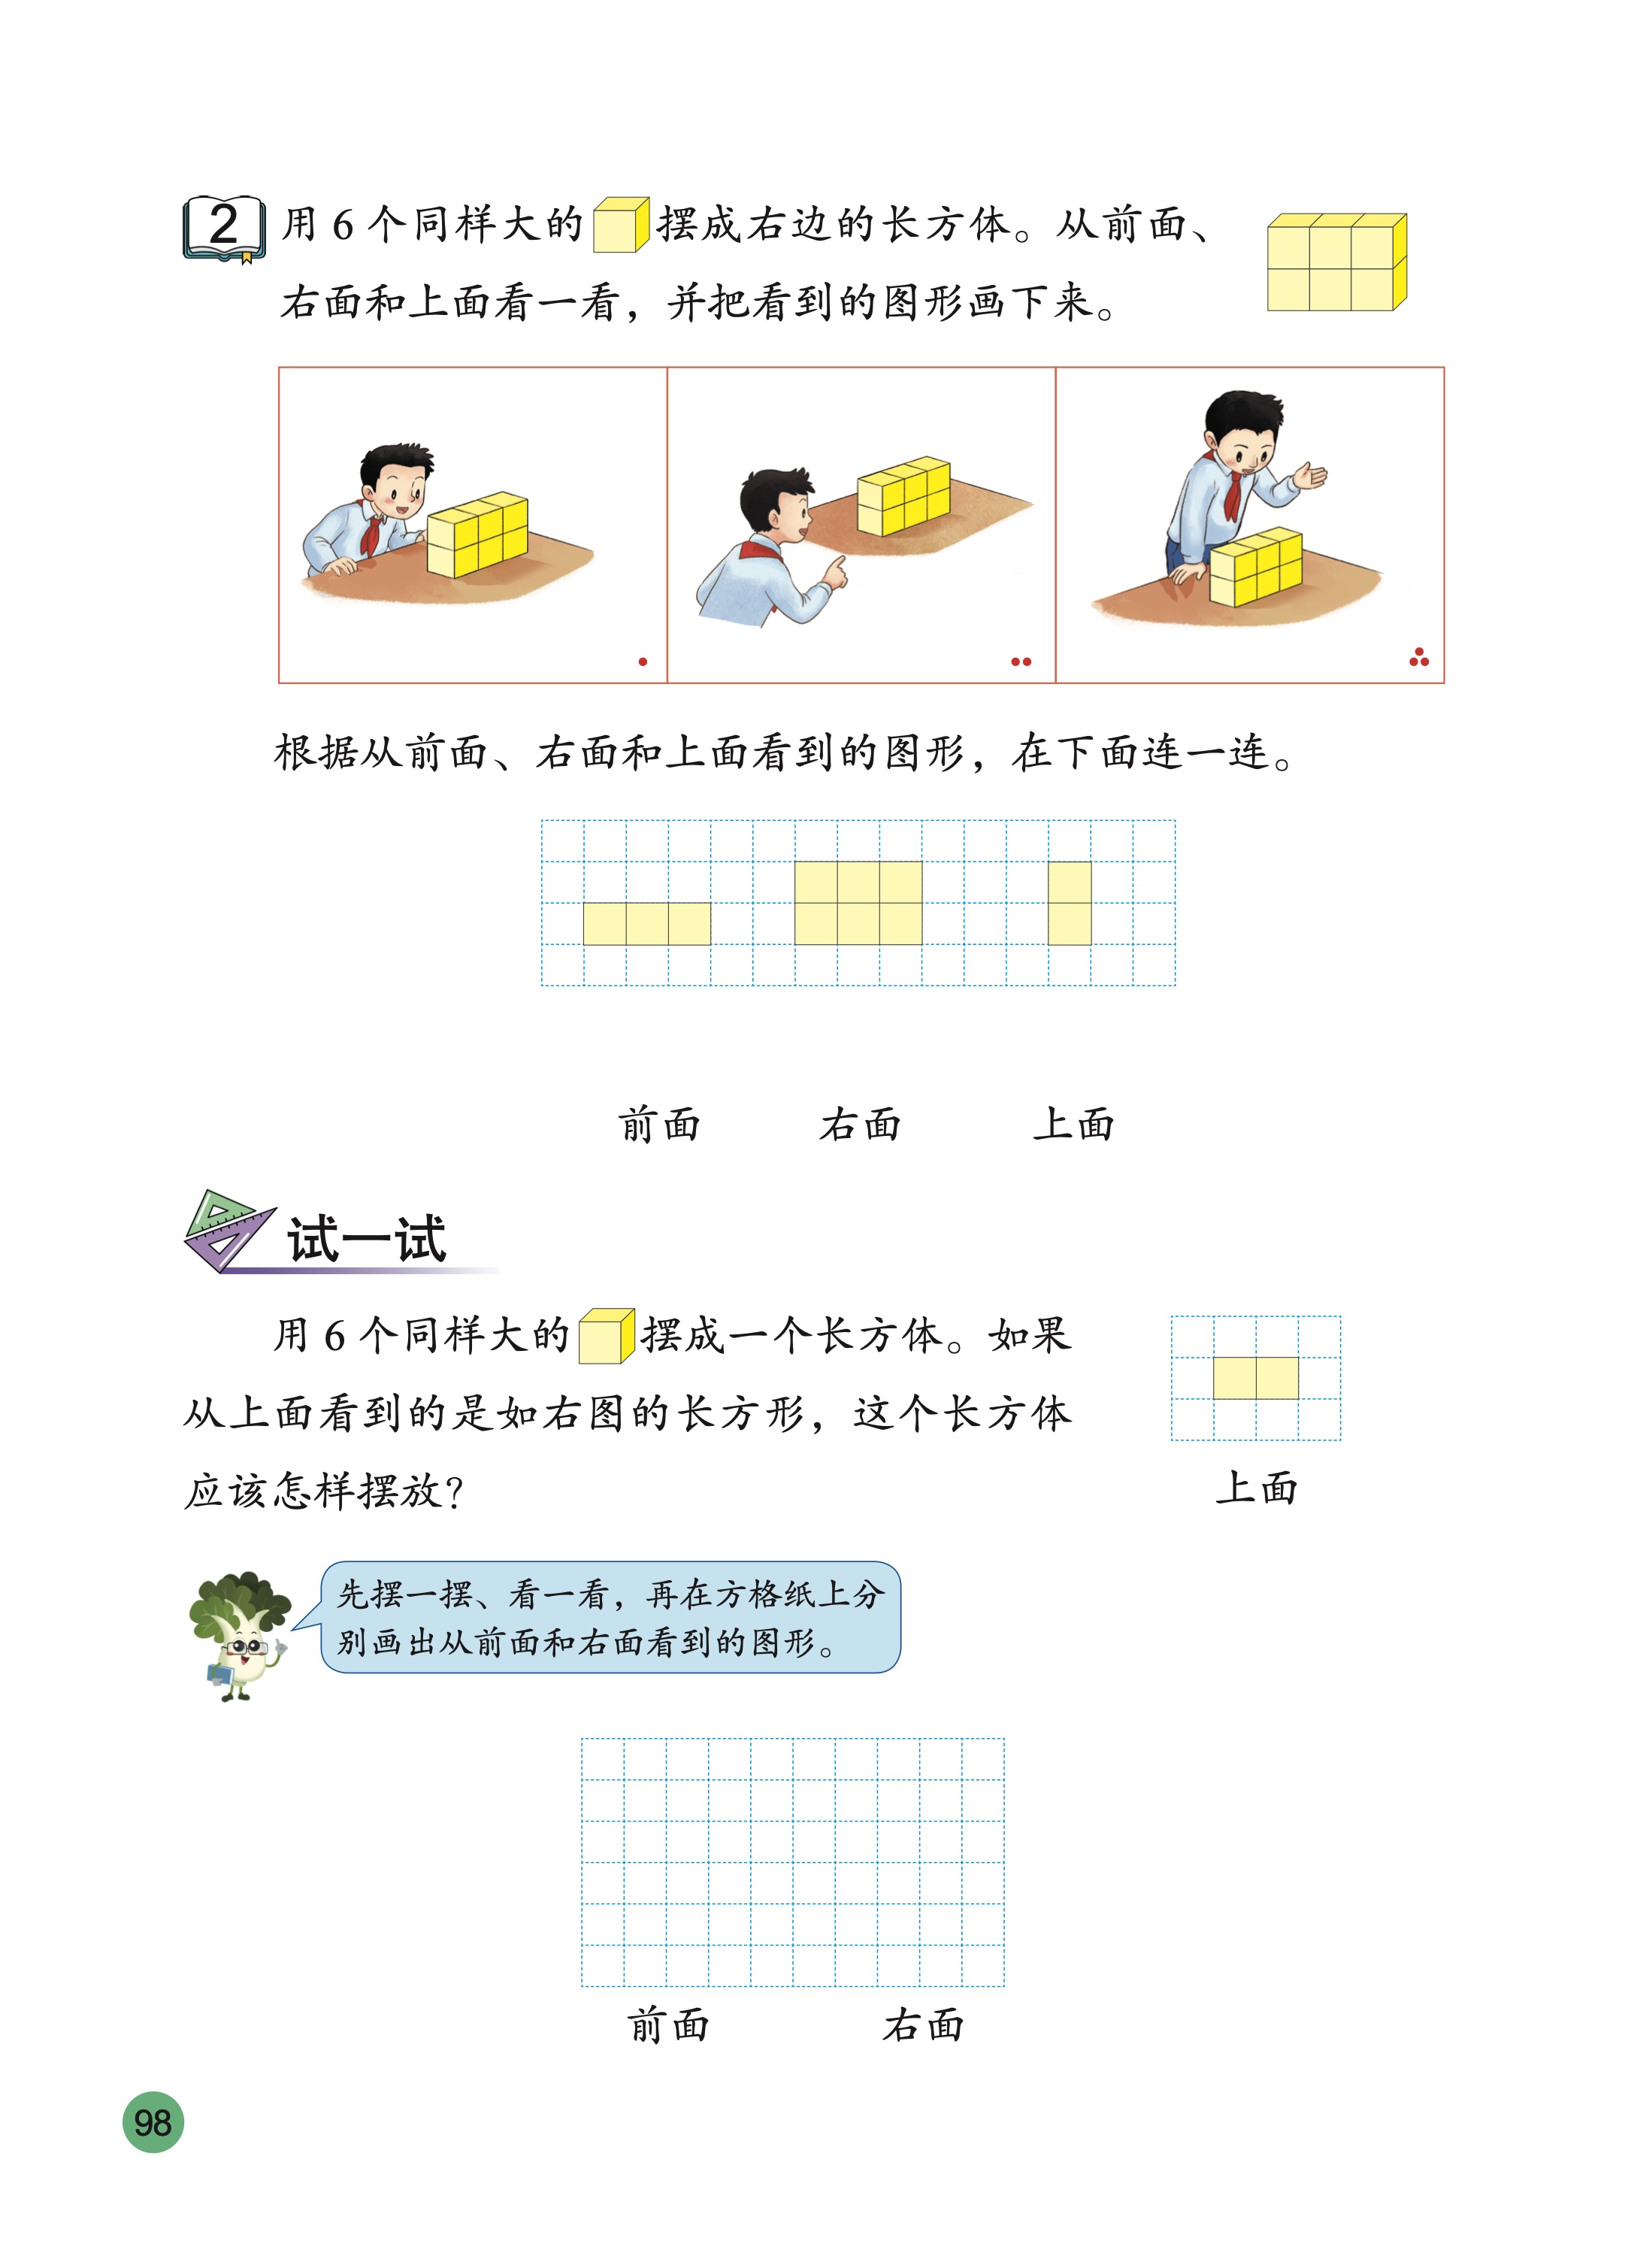 2 用 6 个同样大的 摆成右边的长方体。从前面、
右面和上面看一看，并把看到的图形画下来。
根据从前面、右面和上面看到的图形，在下面连一连。
前面 右面 上面
试一试
用 6 个同样大的 摆成一个长方体。如果
从上面看到的是如右图的长方形，这个长方体
应该怎样摆放？
上面
先摆一摆、看一看，再在方格纸上分
别画出从前面和右面看到的图形。
前面 右面
98